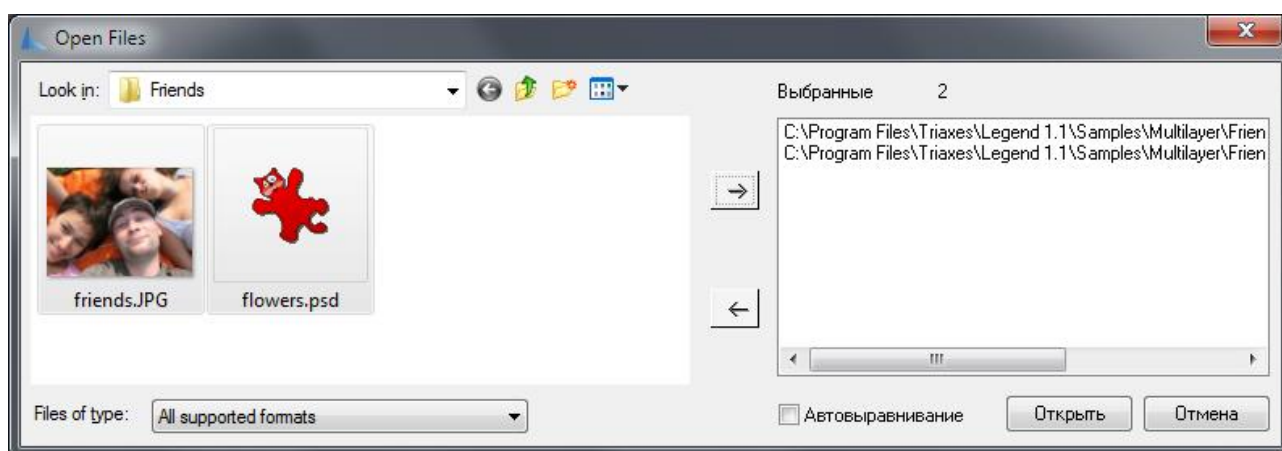 Open Files
Look in: Friends
Выбранные 2
C:\Program Files\Triaxes\Legend 1.1\Samples\Multilayer\Frien
C:\Program Files\Triaxes\Legend 1.1\Samples\Multilayer\Frien
friends.JPG
flowers.psd
Files of type: All supported formats
Автовыравнивание
Открыть
Отмена